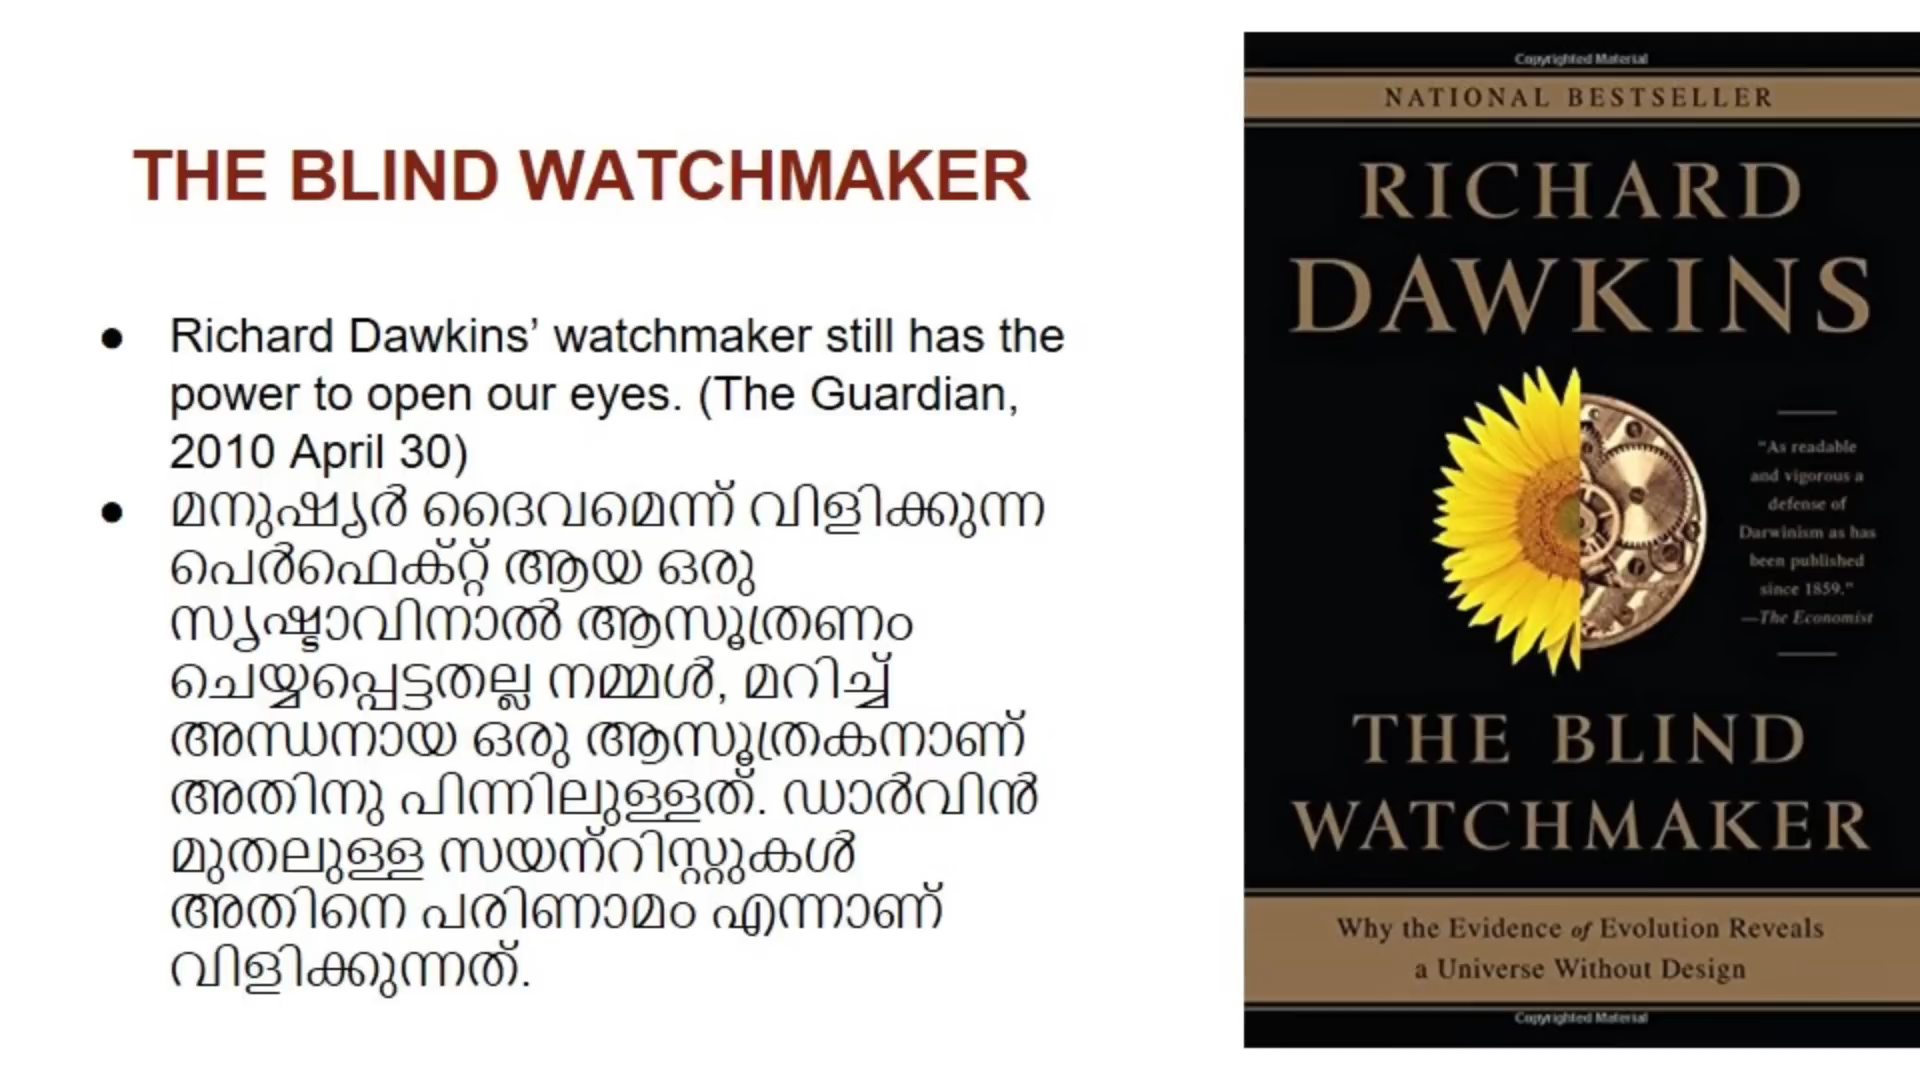 THE BLIND WATCHMAKER
● Richard Dawkins’ watchmaker still has the
power to open our eyes. (The Guardian,
2010 April 30)
● മനുഷ്യർ ദൈവമെന്ന് വിളിക്കുന്ന
പെർഫെക്റ്റ് ആയ ഒരു
സൃഷ്ടാവിനാൽ ആസൂത്രണം
ചെയ്യപ്പെട്ടതല്ല നമ്മൾ, മറിച്ച്
അന്ധനായ ഒരു ആസൂത്രകനാണ്
അതിനു പിന്നിലുള്ളത്. ഡാർവിൻ
മുതലുള്ള സയന്റിസ്റ്റുകൾ
അതിനെ പരിണാമം എന്നാണ്
വിളിക്കുന്നത്.
Copyrighted Material
NATIONAL BESTSELLER
RICHARD
DAWKINS
"As readable
and vigorous a
defense of
Darwinism as has
been published
since 1859."
—The Economist
THE BLIND
WATCHMAKER
Why the Evidence of Evolution Reveals
a Universe Without Design
Copyrighted Material